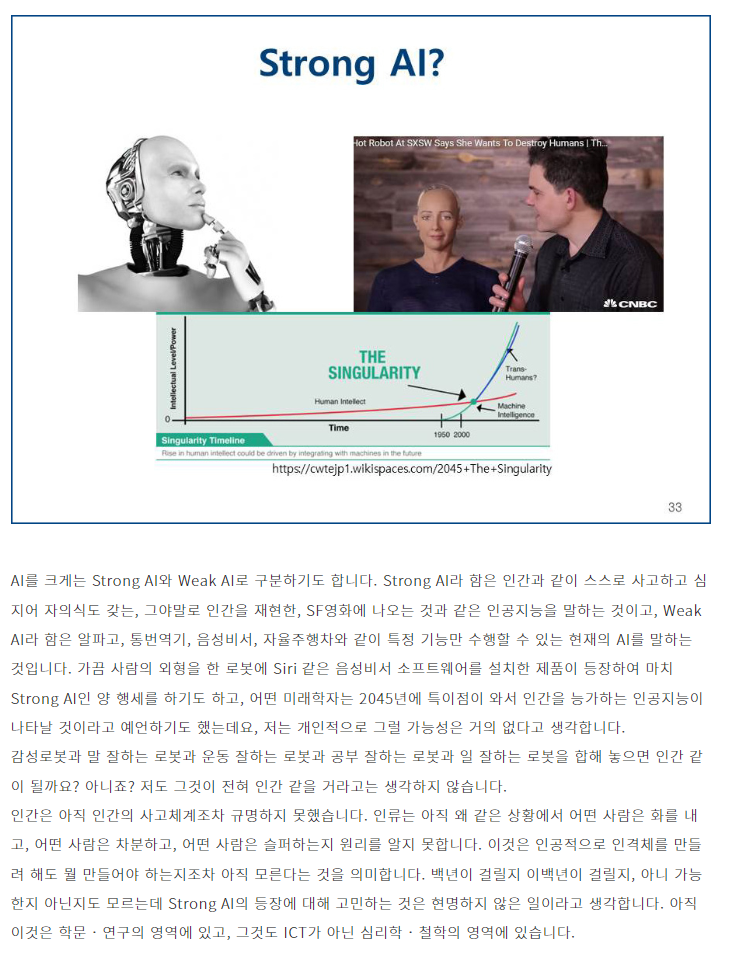 Strong AI?
Hot Robot At SXSW Says She Wants To Destroy Humans | Th...
CNBC
Intellectual Level/Power
THE
SINGULARITY
Trans-
Humans?
Human Intellect
Machine
Intelligence
0
Time
1950 2000
Singularity Timeline
Rise in human intellect could be driven by integrating with machines in the future
https://cwtejp1.wikispaces.com/2045+The+Singularity
33
AI를 크게는 Strong AI와 Weak AI로 구분하기도 합니다. Strong AI라 함은 인간과 같이 스스로 사고하고 심
지어 자의식도 갖는, 그야말로 인간을 재현한, SF영화에 나오는 것과 같은 인공지능을 말하는 것이고, Weak
AI라 함은 알파고, 통번역기, 음성비서, 자율주행차와 같이 특정 기능만 수행할 수 있는 현재의 AI를 말하는
것입니다. 가끔 사람의 외형을 한 로봇에 Siri 같은 음성비서 소프트웨어를 설치한 제품이 등장하여 마치
Strong AI인 양 행세를 하기도 하고, 어떤 미래학자는 2045년에 특이점이 와서 인간을 능가하는 인공지능이
나타날 것이라고 예언하기도 했는데요, 저는 개인적으로 그럴 가능성은 거의 없다고 생각합니다.
감성로봇과 말 잘하는 로봇과 운동 잘하는 로봇과 공부 잘하는 로봇과 일 잘하는 로봇을 합해 놓으면 인간 같
이 될까요? 아니죠? 저도 그것이 전혀 인간 같을 거라고는 생각하지 않습니다.
인간은 아직 인간의 사고체계조차 규명하지 못했습니다. 인류는 아직 왜 같은 상황에서 어떤 사람은 화를 내
고, 어떤 사람은 차분하고, 어떤 사람은 슬퍼하는지 원리를 알지 못합니다. 이것은 인공적으로 인격체를 만들
려 해도 뭘 만들어야 하는지조차 아직 모른다는 것을 의미합니다. 백년이 걸릴지 이백년이 걸릴지, 아니 가능
한지 아닌지도 모르는데 Strong AI의 등장에 대해 고민하는 것은 현명하지 않은 일이라고 생각합니다. 아직
이것은 학문 · 연구의 영역에 있고, 그것도 ICT가 아닌 심리학 · 철학의 영역에 있습니다.